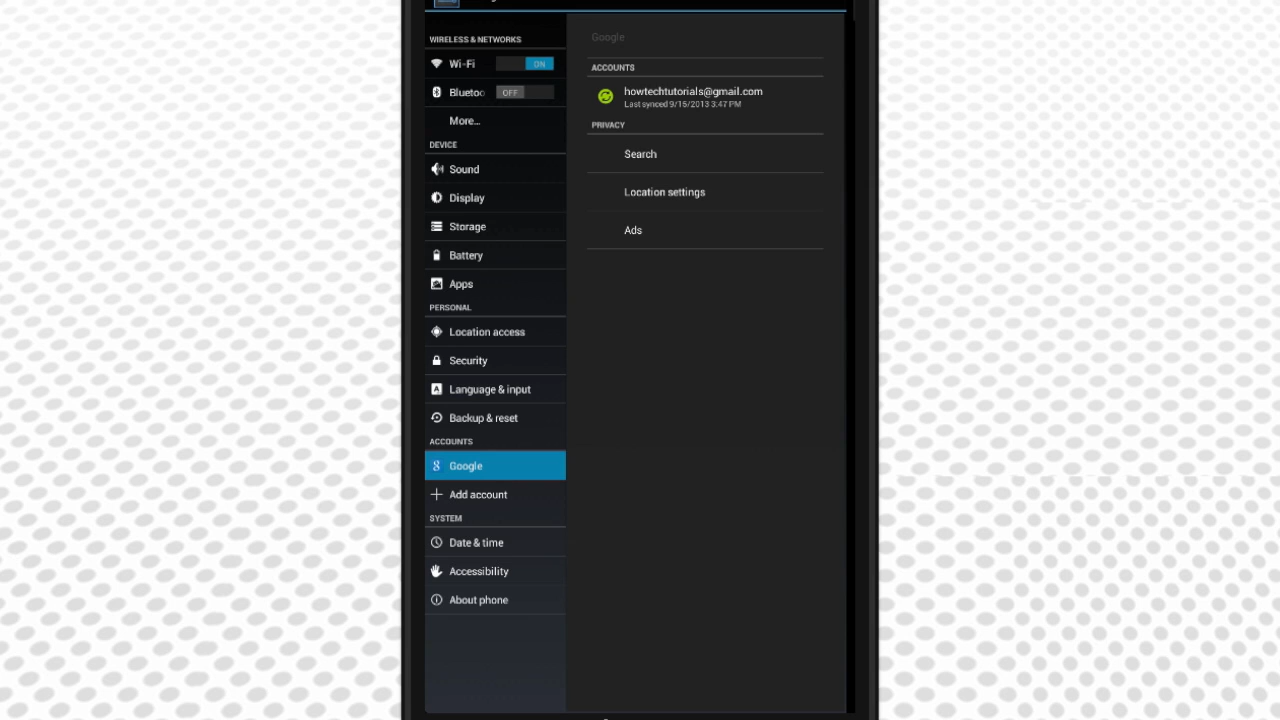 WIRELESS & NETWORKS
Wi-Fi
ON
Bluetoo
OFF
More...
DEVICE
Sound
Display
Storage
Battery
Apps
PERSONAL
Location access
Security
Language & input
Backup & reset
ACCOUNTS
Google
Add account
SYSTEM
Date & time
Accessibility
About phone
Google
ACCOUNTS
howtechtutorials@gmail.com
Last synced 9/15/2013 3:47 PM
PRIVACY
Search
Location settings
Ads